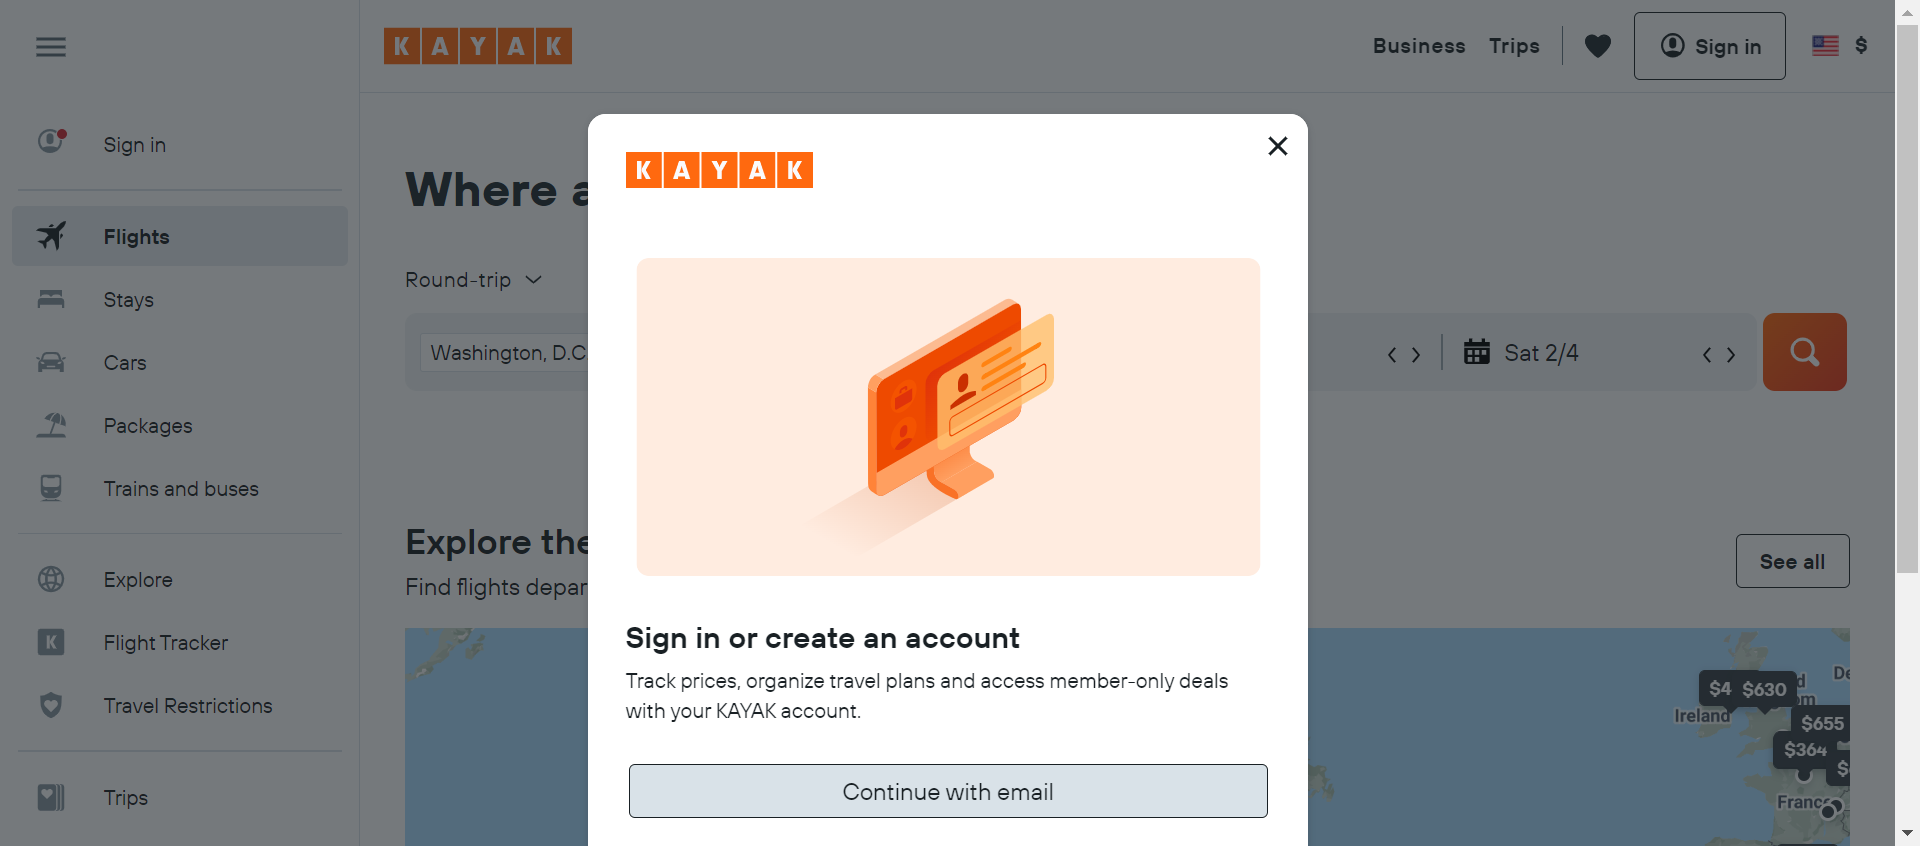 KAYAK
Business
Trips
Sign in
$
Sign in
Flights
Stays
Cars
Packages
Trains and buses
Explore
K
Flight Tracker
Travel Restrictions
Trips
Where
Round-trip
Washington, D.C
Sat 2/4
Explore the
Find flights depar
See all
KAYAK
Sign in or create an account
Track prices, organize travel plans and access member-only deals
with your KAYAK account.
Continue with email
$4
$630
Ireland
$655
$364
France